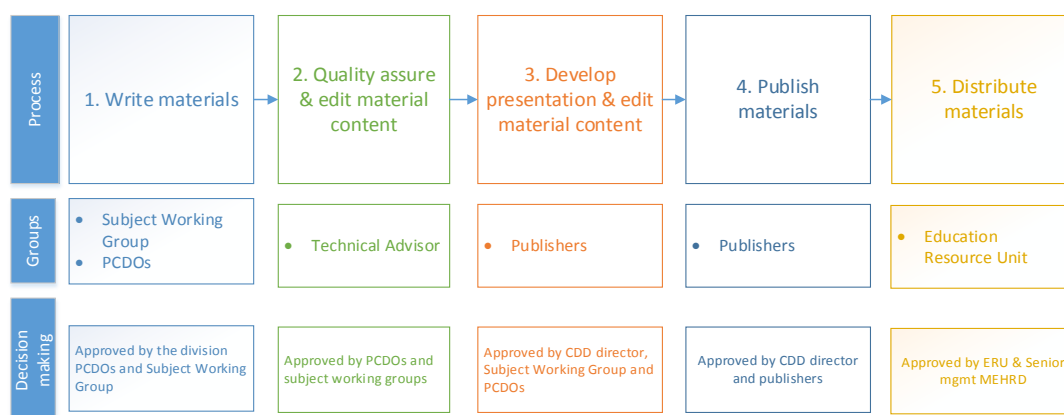 Process
1. Write materials
2. Quality assure
& edit material
content
3. Develop
presentation & edit
material content
4. Publish
materials
5. Distribute
materials
Groups
• Subject Working
Group
• PCDOs
• Technical Advisor
• Publishers
• Publishers
• Education
Resource Unit
Decision
making
Approved by the division
PCDOs and Subject Working
Group
Approved by PCDOs and
subject working groups
Approved by CDD director,
Subject Working Group and
PCDOs
Approved by CDD director
and publishers
Approved by ERU & Senior
mgmt MEHRD